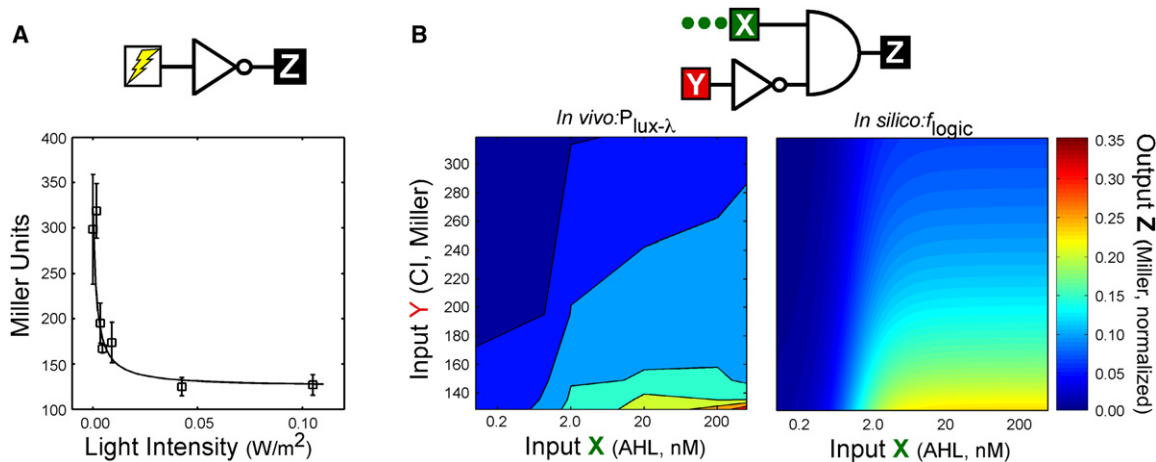 A
B
Z
X
Y
Z
In vivo:Plux-λ
In silico:flogic
400
350
300
250
200
150
100
0.00
0.05
0.10
Miller Units
Light Intensity (W/m²)
300
280
260
240
220
200
180
160
140
Input Y (CI, Miller)
0.2
2.0
20
200
Input X (AHL, nM)
0.2
2.0
20
200
Input X (AHL, nM)
0.35
0.30
0.25
0.20
0.15
0.10
0.05
0.00
Output Z (Miller, normalized)